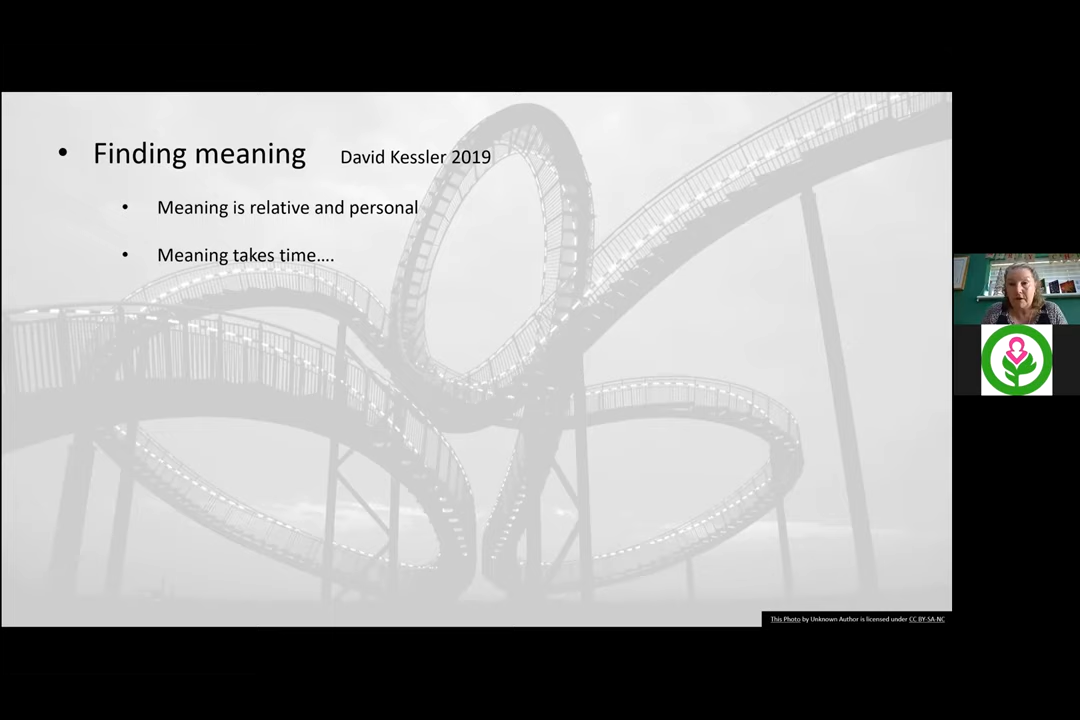 • Finding meaning David Kessler 2019
• Meaning is relative and personal
• Meaning takes time….
This Photo by Unknown Author is licensed under CC BY-SA-NC